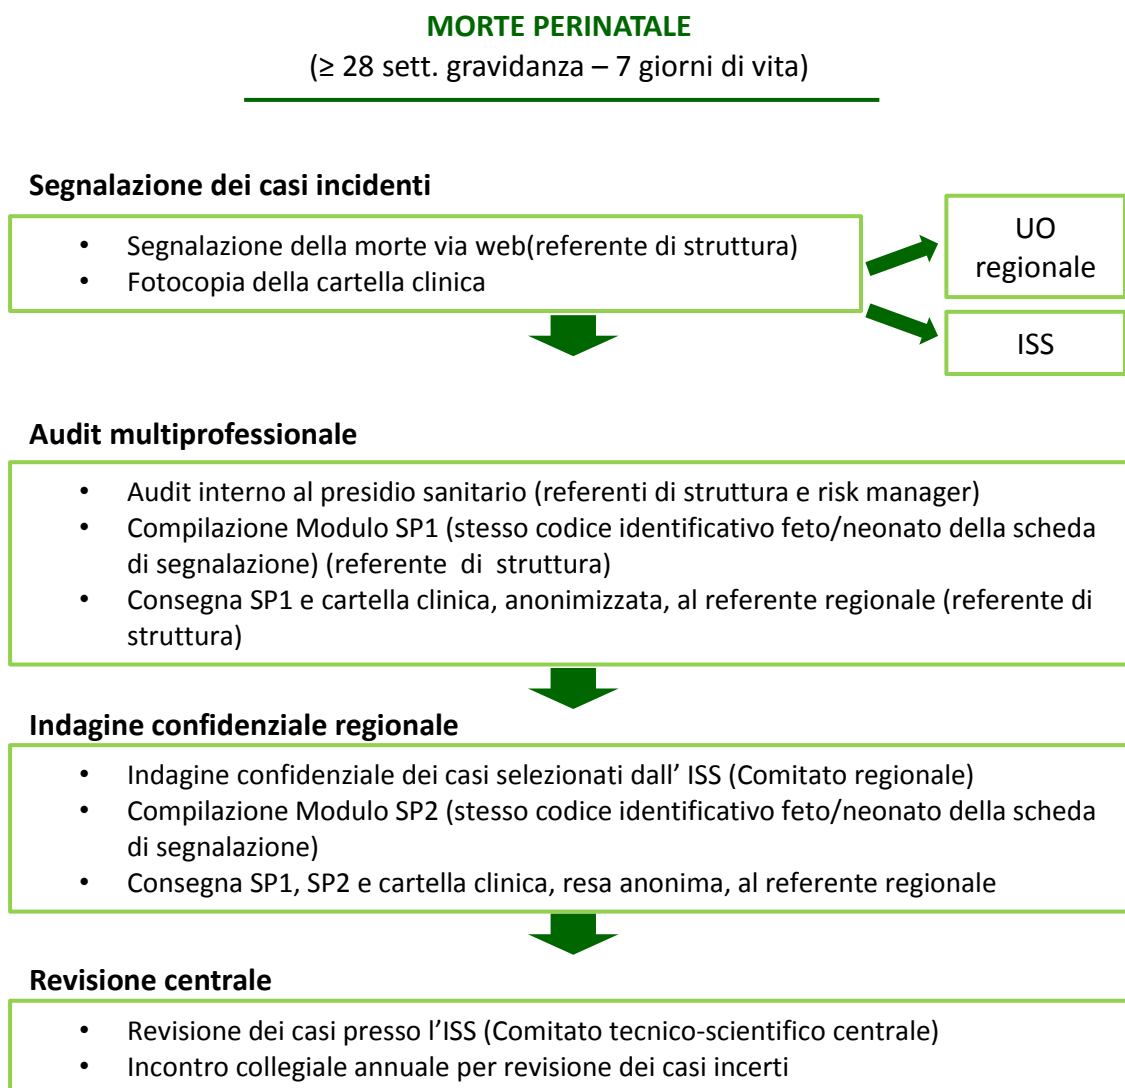 MORTE PERINATALE
(≥ 28 sett. gravidanza – 7 giorni di vita)
Segnalazione dei casi incidenti
• Segnalazione della morte via web(referente di struttura)
• Fotocopia della cartella clinica
UO
regionale
ISS
Audit multiprofessionale
• Audit interno al presidio sanitario (referenti di struttura e risk manager)
• Compilazione Modulo SP1 (stesso codice identificativo feto/neonato della scheda
di segnalazione) (referente di struttura)
• Consegna SP1 e cartella clinica, anonimizzata, al referente regionale (referente di
struttura)
Indagine confidenziale regionale
• Indagine confidenziale dei casi selezionati dall’ ISS (Comitato regionale)
• Compilazione Modulo SP2 (stesso codice identificativo feto/neonato della scheda
di segnalazione)
• Consegna SP1, SP2 e cartella clinica, resa anonima, al referente regionale
Revisione centrale
• Revisione dei casi presso l’ISS (Comitato tecnico-scientifico centrale)
• Incontro collegiale annuale per revisione dei casi incerti